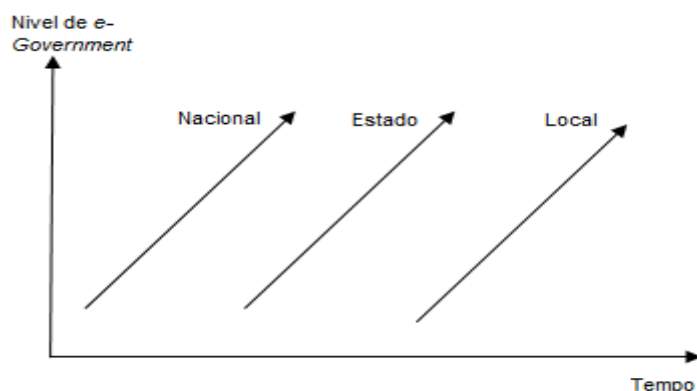 Nivel de e-
Government
Nacional
Estado
Local
Tempo